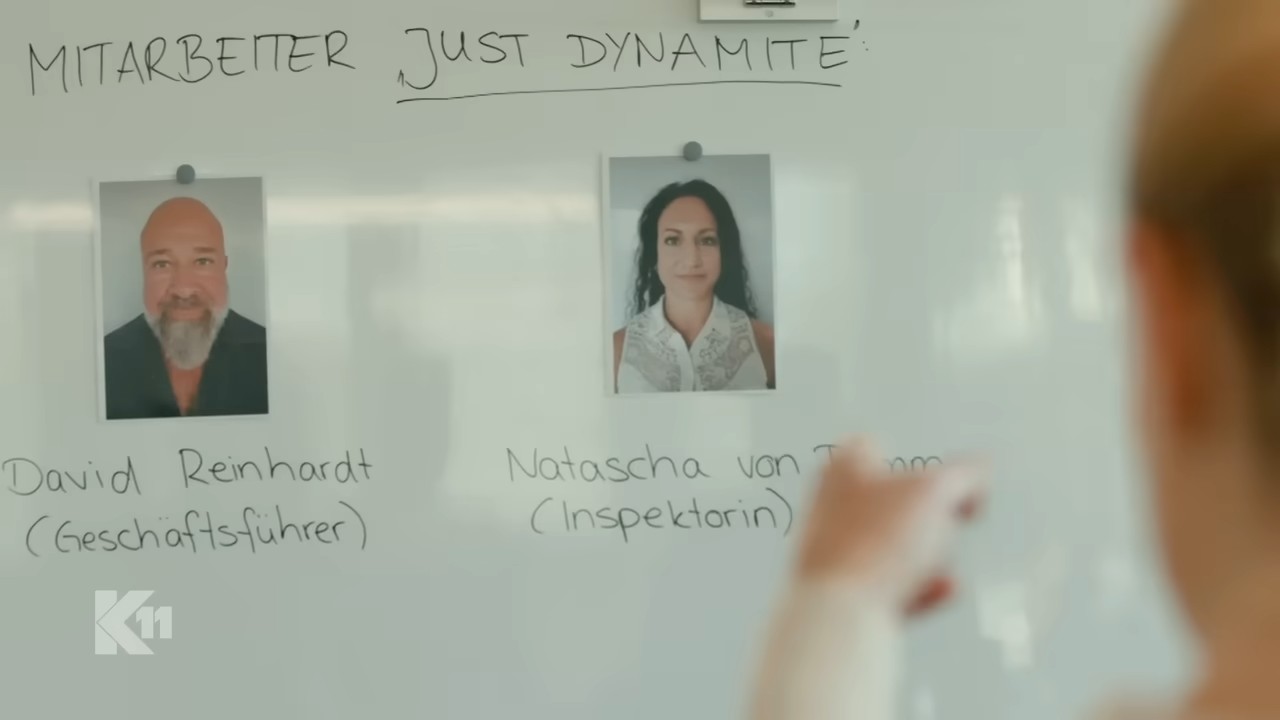 MITARBEITER ‚JUST DYNAMITE':
David Reinhardt
(Geschäftsführer)
Natascha von
(Inspektorin)
K11